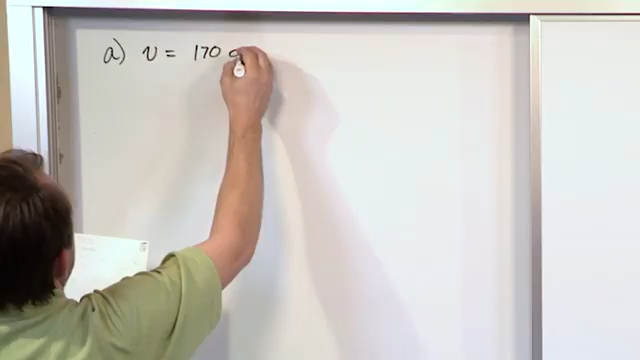 a) v = 170